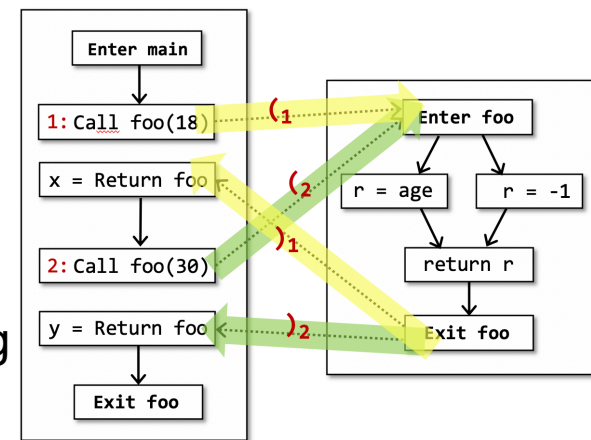 Enter main
1: Call foo(18)
x = Return foo
2: Call foo(30)
y = Return foo
Exit foo
(1
(2
)1
)2
Enter foo
r = age
r = -1
return r
Exit foo
g